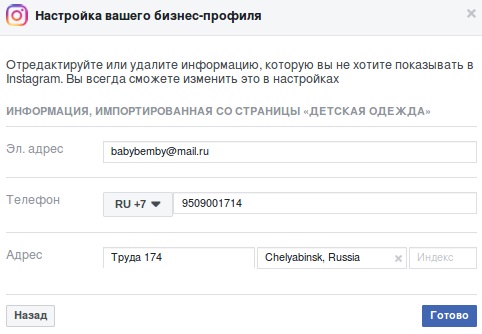 Настройка вашего бизнес-профиля
Отредактируйте или удалите информацию, которую вы не хотите показывать в
Instagram. Вы всегда сможете изменить это в настройках
ИНФОРМАЦИЯ, ИМПОРТИРОВАННАЯ СО СТРАНИЦЫ «ДЕТСКАЯ ОДЕЖДА»
Эл. адрес babybemby@mail.ru
Телефон RU +7 9509001714
Адрес Труда 174 Chelyabinsk, Russia Индекс
Назад Готово